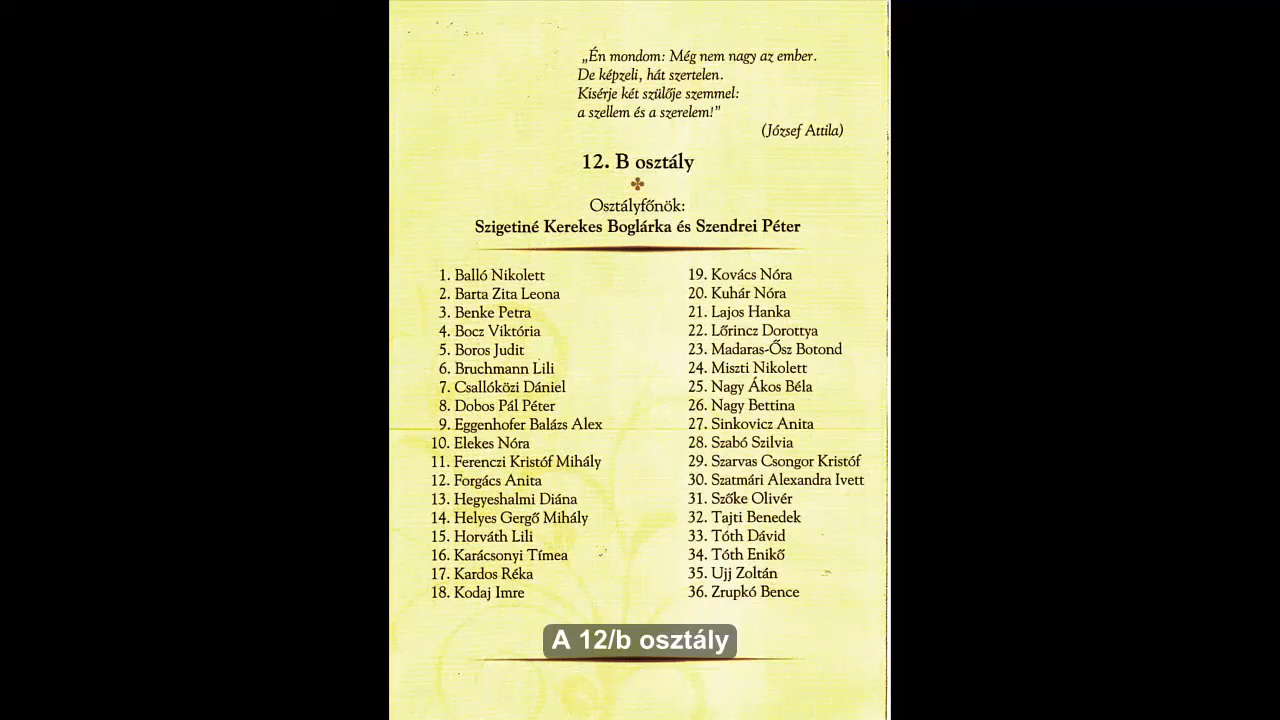 „Én mondom: Még nem nagy az ember.
De képzeli, hát szertelen.
Kisérje két szülője szemmel:
a szellem és a szerelem!”
(József Attila)
12. B osztály
Osztályfőnök:
Szigetiné Kerekes Boglárka és Szendrei Péter
1. Balló Nikolett
2. Barta Zita Leona
3. Benke Petra
4. Bocz Viktória
5. Boros Judit
6. Bruchmann Lili
7. Csallóközi Dániel
8. Dobos Pál Péter
9. Eggenhofer Balázs Alex
10. Elekes Nóra
11. Ferenczi Kristóf Mihály
12. Forgács Anita
13. Hegyeshalmi Diána
14. Helyes Gergő Mihály
15. Horváth Lili
16. Karácsonyi Tímea
17. Kardos Réka
18. Kodaj Imre
19. Kovács Nóra
20. Kuhár Nóra
21. Lajos Hanka
22. Lőrincz Dorottya
23. Madaras-Ősz Botond
24. Miszti Nikolett
25. Nagy Ákos Béla
26. Nagy Bettina
27. Sinkovicz Anita
28. Szabó Szilvia
29. Szarvas Csongor Kristóf
30. Szatmári Alexandra Ivett
31. Szőke Olivér
32. Tajti Benedek
33. Tóth Dávid
34. Tóth Enikő
35. Ujj Zoltán
36. Zrupkó Bence
A 12/b osztály